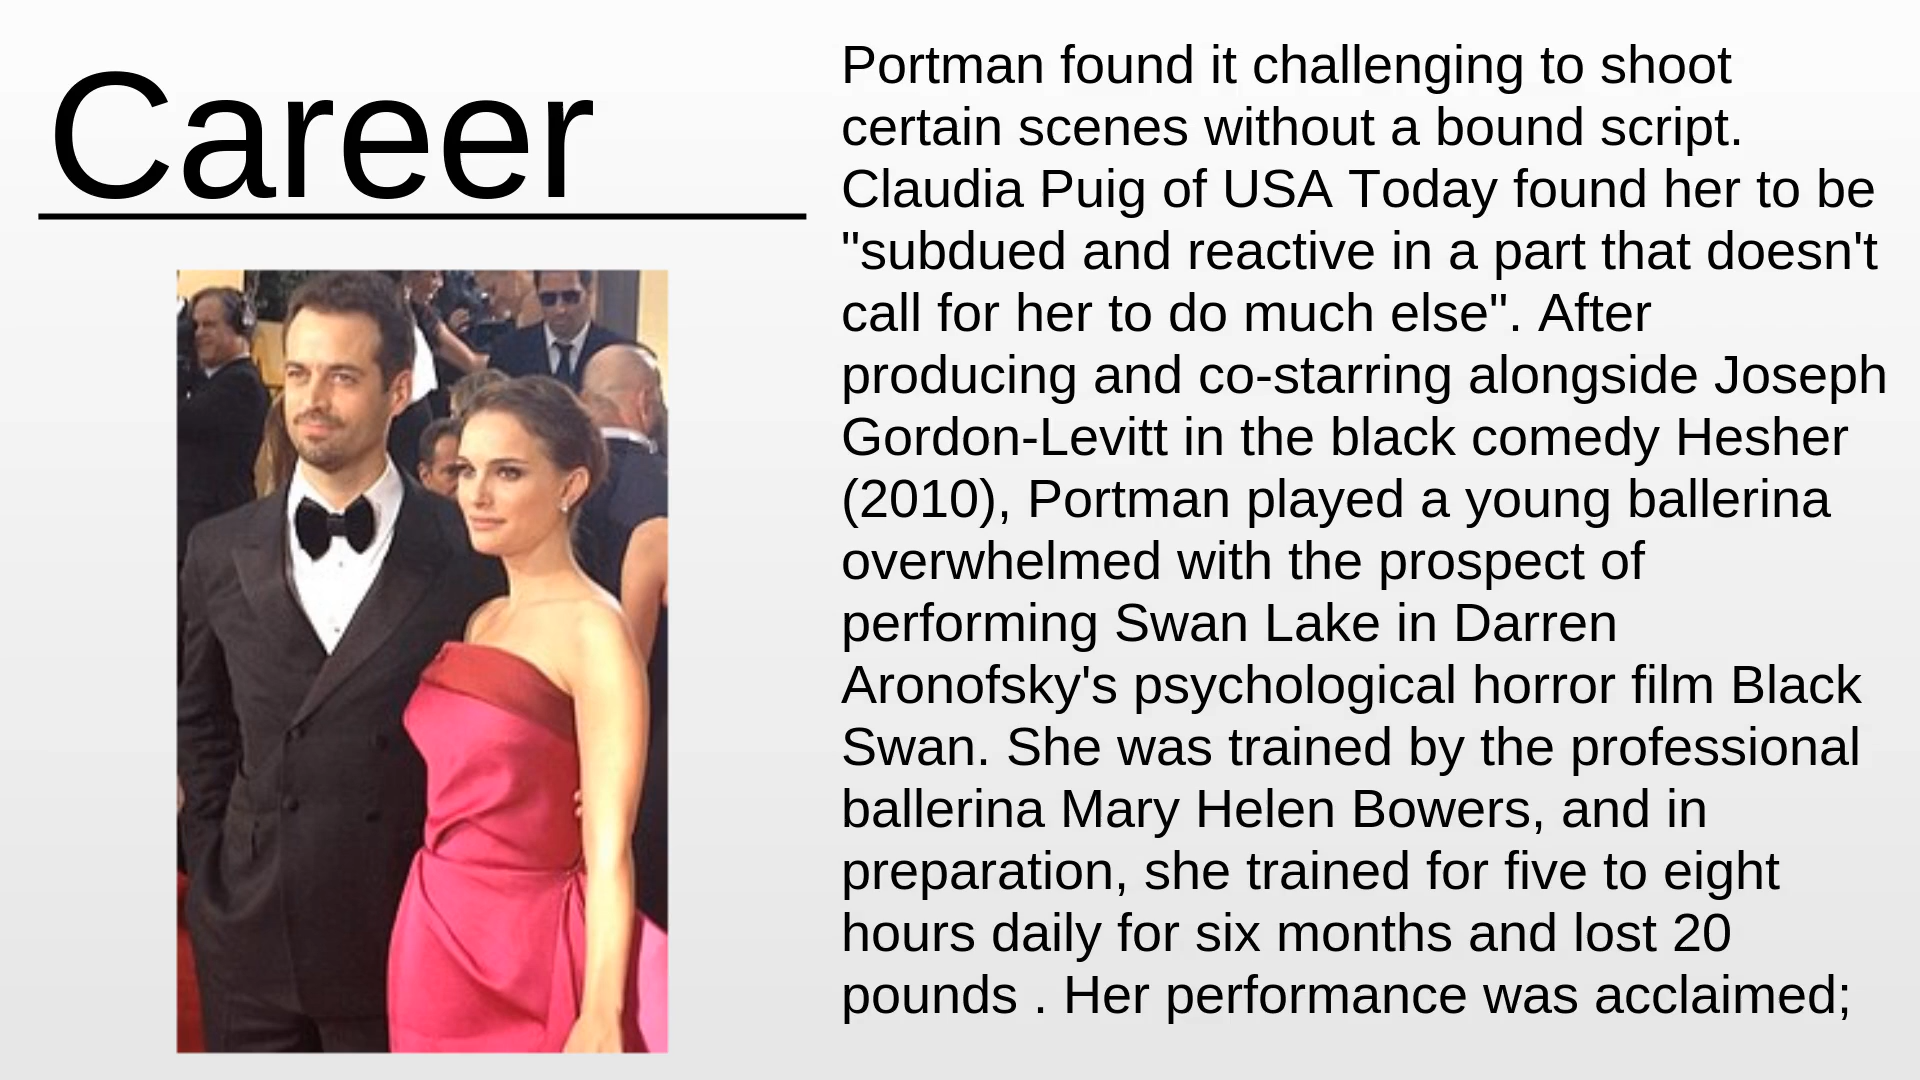 Career
Portman found it challenging to shoot
certain scenes without a bound script.
Claudia Puig of USA Today found her to be
"subdued and reactive in a part that doesn't
call for her to do much else". After
producing and co-starring alongside Joseph
Gordon-Levitt in the black comedy Hesher
(2010), Portman played a young ballerina
overwhelmed with the prospect of
performing Swan Lake in Darren
Aronofsky's psychological horror film Black
Swan. She was trained by the professional
ballerina Mary Helen Bowers, and in
preparation, she trained for five to eight
hours daily for six months and lost 20
pounds . Her performance was acclaimed;